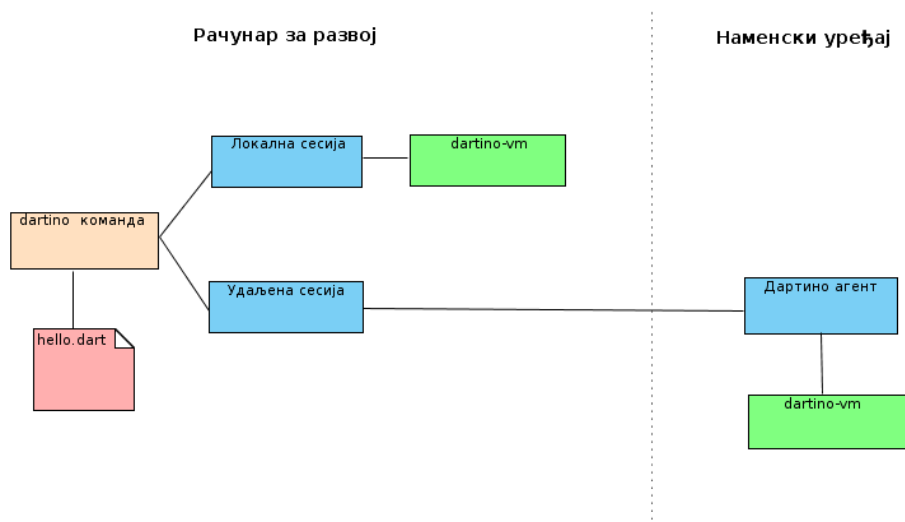 Рачунар за развој
Наменски уређај
Локална сесија
dartino-vm
dartino команда
Удаљена сесија
Дартино агент
hello.dart
dartino-vm